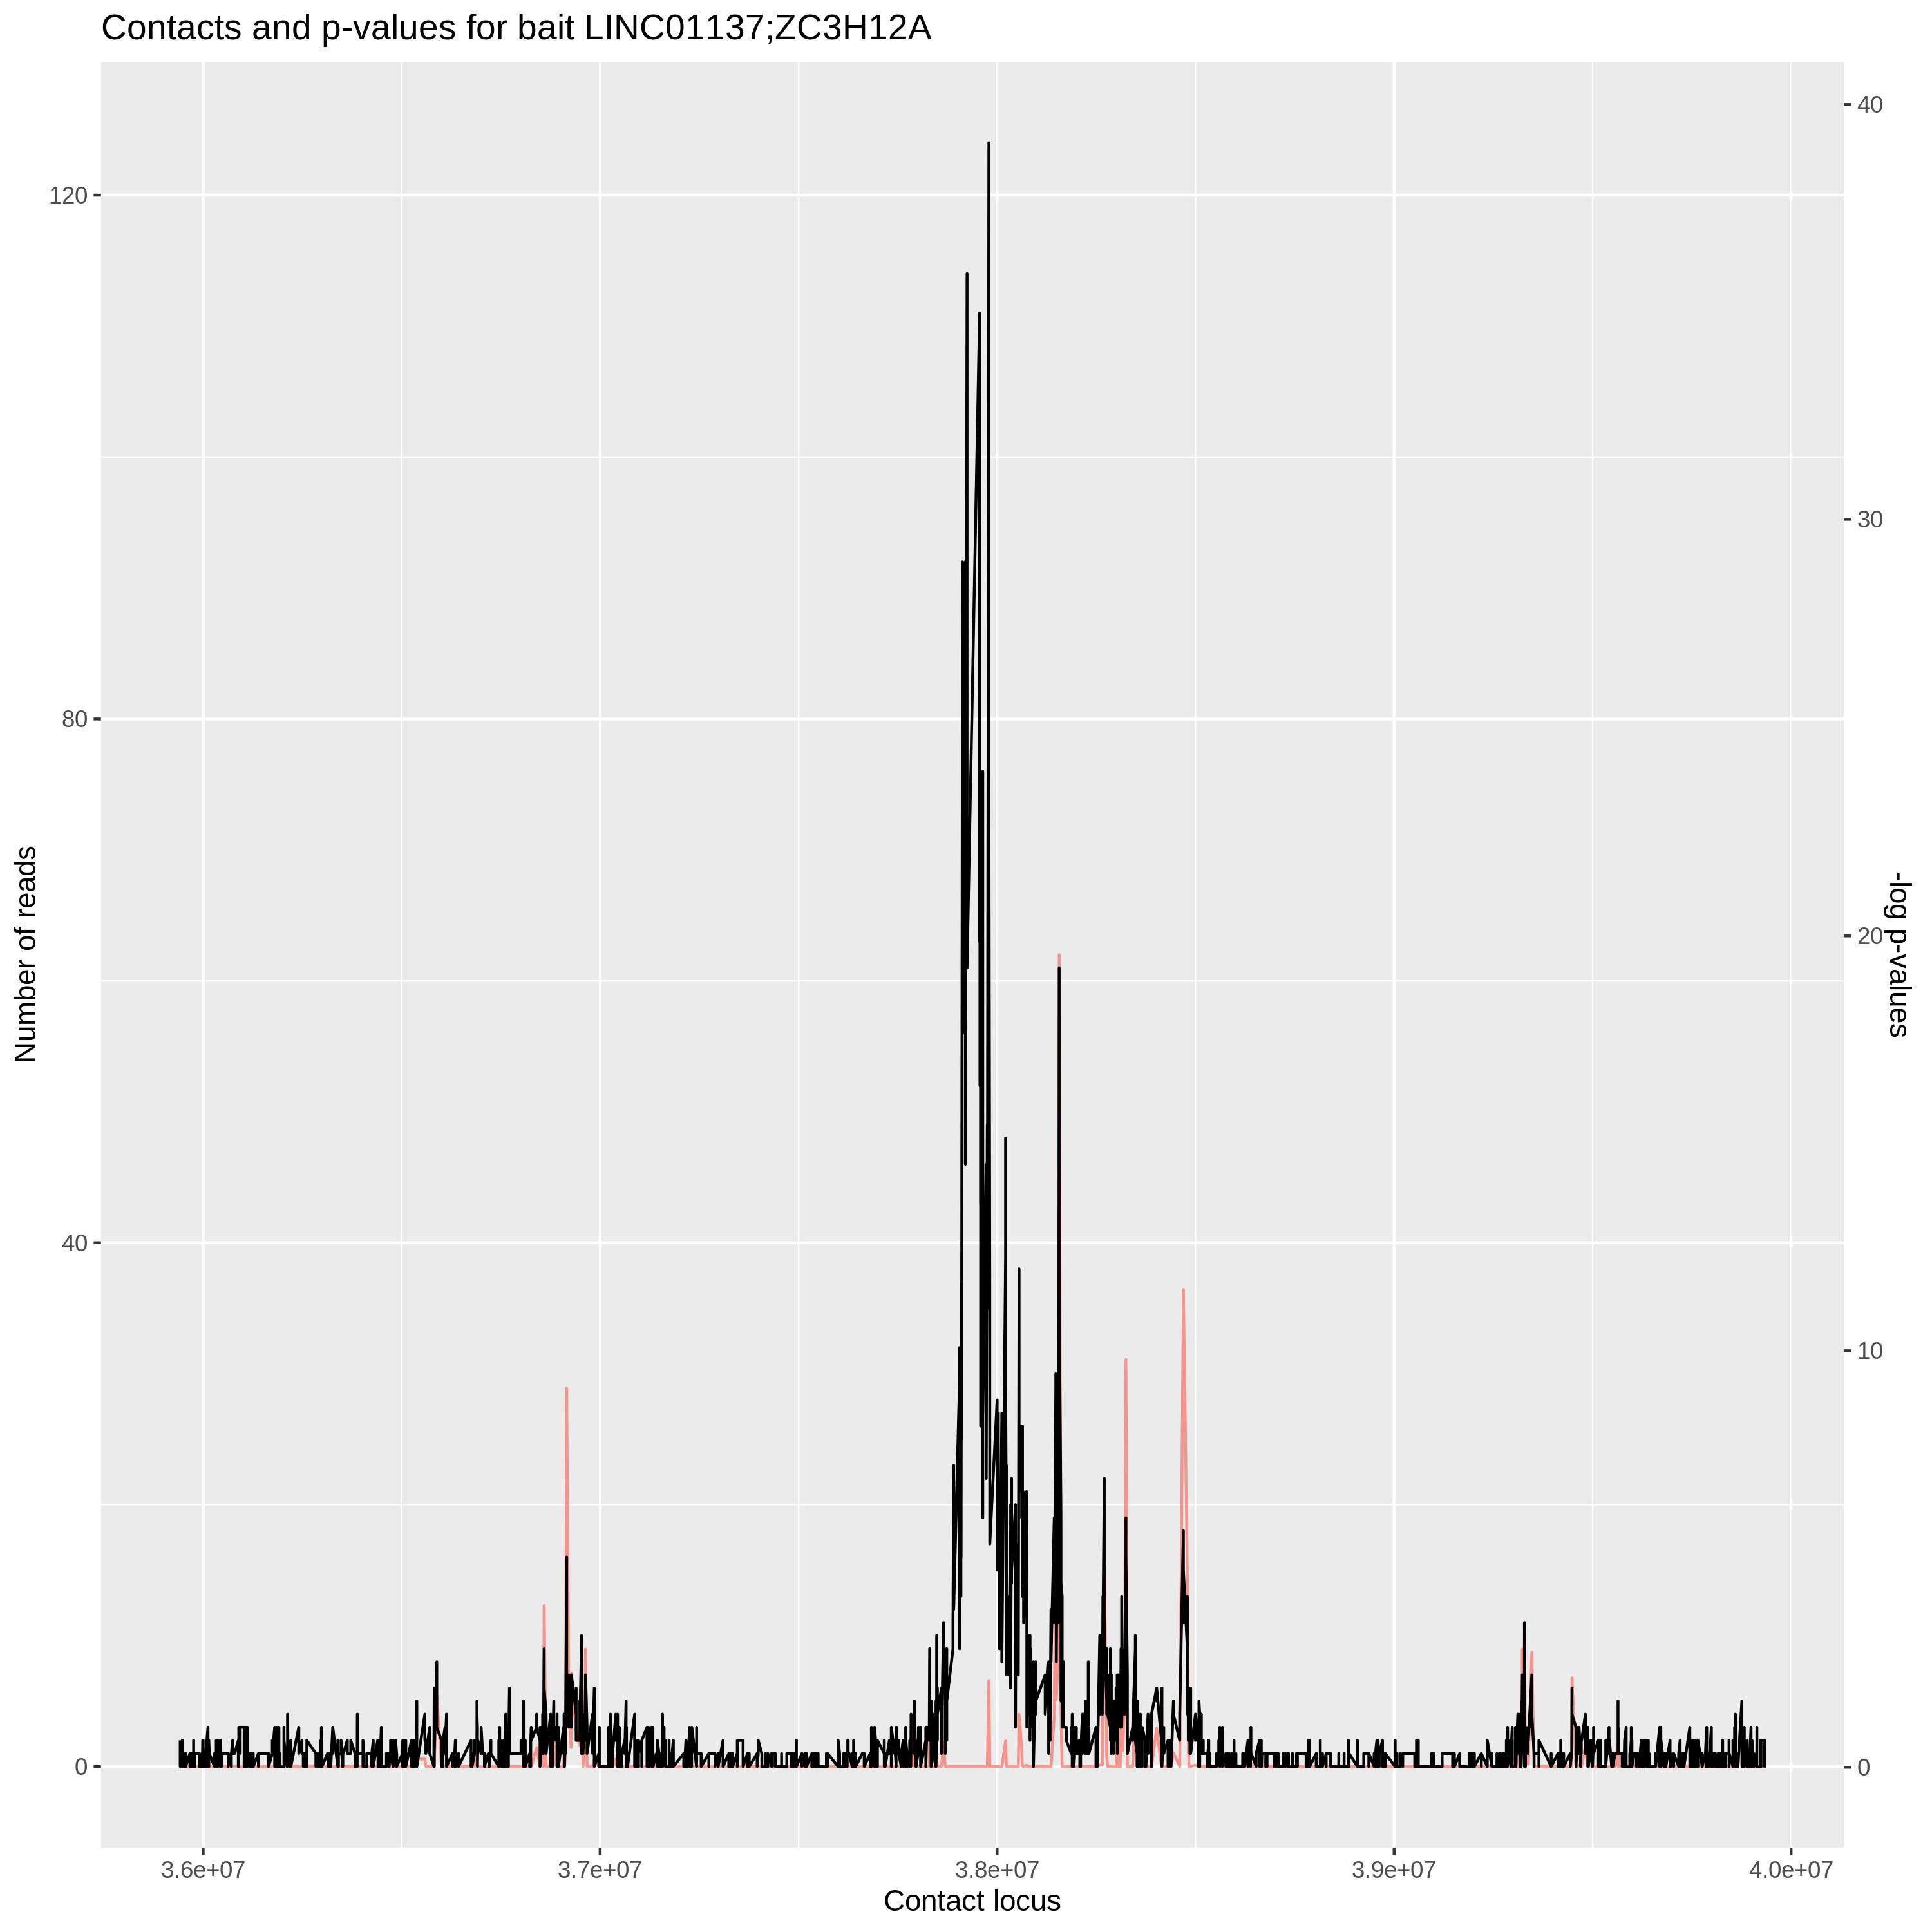 Contacts and p-values for bait LINC01137;ZC3H12A
120
80
40
0
Number of reads
40
30
20
10
0
-log p-values
3.6e+07 3.7e+07 3.8e+07 3.9e+07 4.0e+07
Contact locus